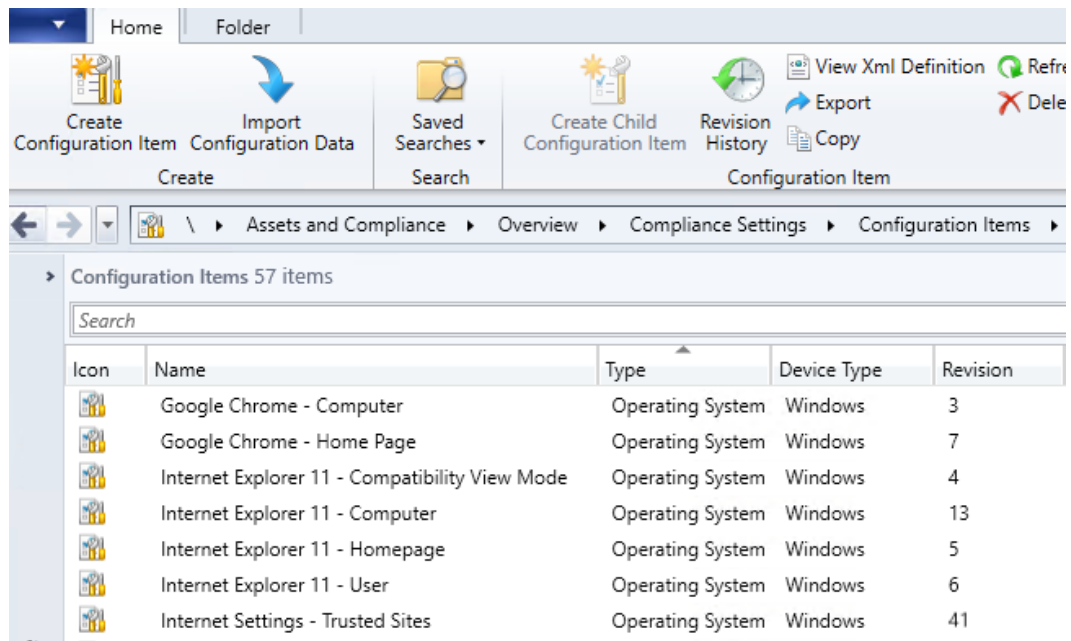 Home Folder
Create Configuration Item
Import Configuration Data
Create
Saved Searches
Search
Create Child Configuration Item
Revision History
View Xml Definition
Export
Copy
Refre
Dele
Configuration Item
\ Assets and Compliance Overview Compliance Settings Configuration Items
Configuration Items 57 items
Search
Icon Name Type Device Type Revision
Google Chrome - Computer Operating System Windows 3
Google Chrome - Home Page Operating System Windows 7
Internet Explorer 11 - Compatibility View Mode Operating System Windows 4
Internet Explorer 11 - Computer Operating System Windows 13
Internet Explorer 11 - Homepage Operating System Windows 5
Internet Explorer 11 - User Operating System Windows 6
Internet Settings - Trusted Sites Operating System Windows 41